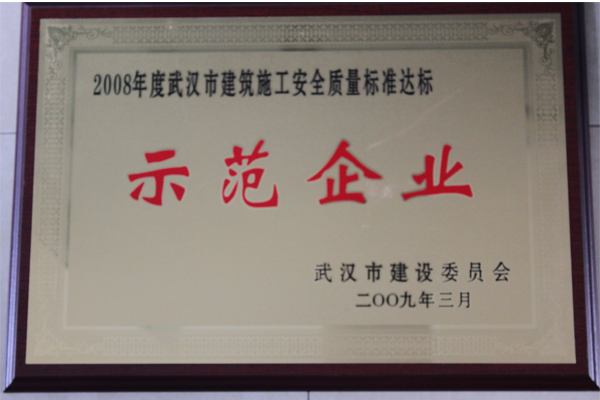 2008年度武汉市建筑施工安全质量标准达标
示范企业
武汉市建设委员会
二OO九年三月